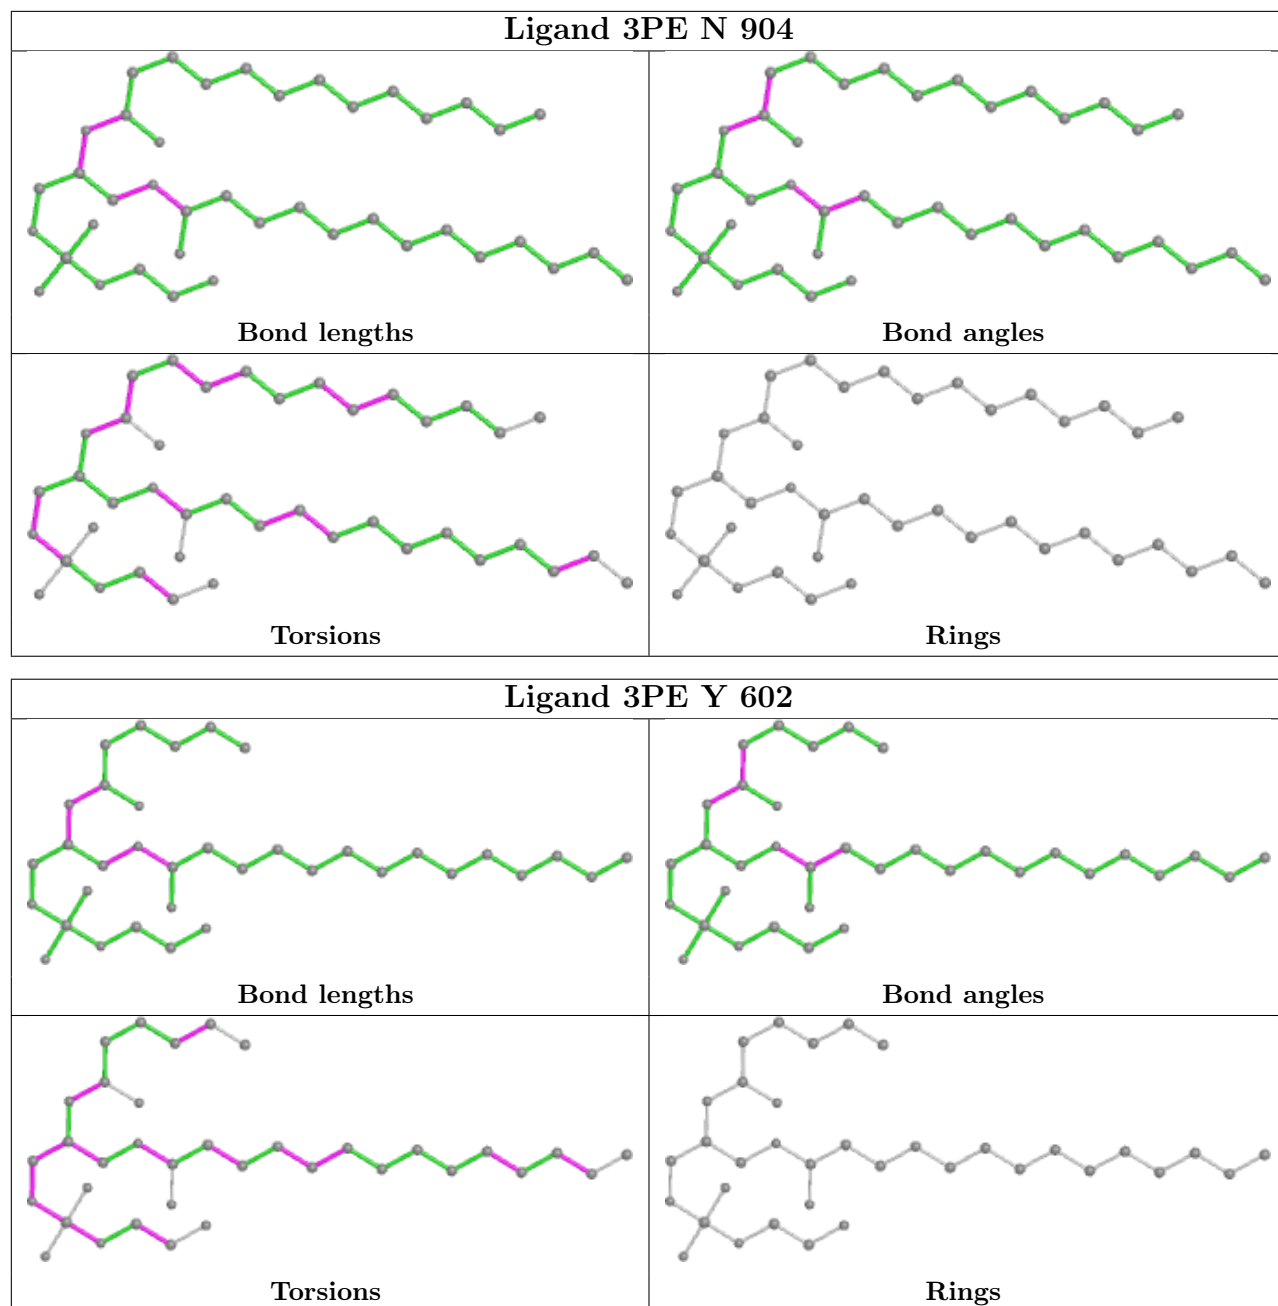 Ligand 3PE N 904
Bond lengths
Bond angles
Torsions
Rings
Ligand 3PE Y 602
Bond lengths
Bond angles
Torsions
Rings